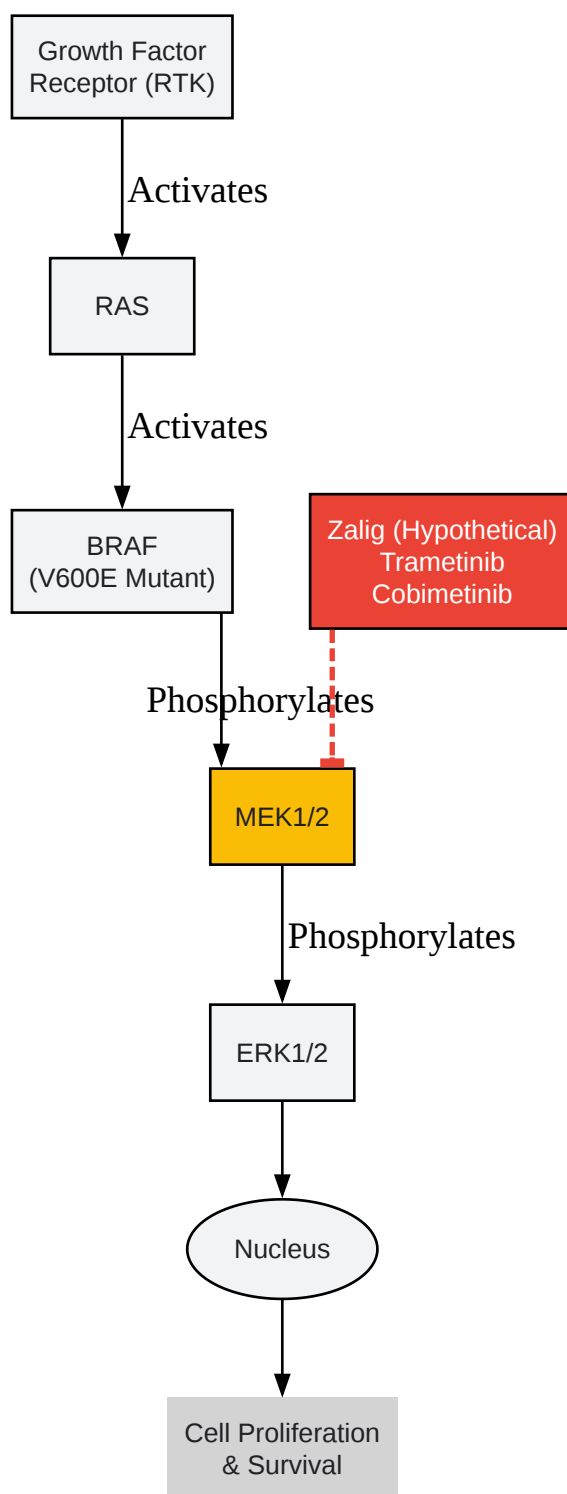 Growth Factor
Receptor (RTK)
Activates
RAS
Activates
BRAF
(V600E Mutant)
Zalig (Hypothetical)
Trametinib
Cobimetinib
Phosphorylates
MEK1/2
Phosphorylates
ERK1/2
Nucleus
Cell Proliferation
& Survival